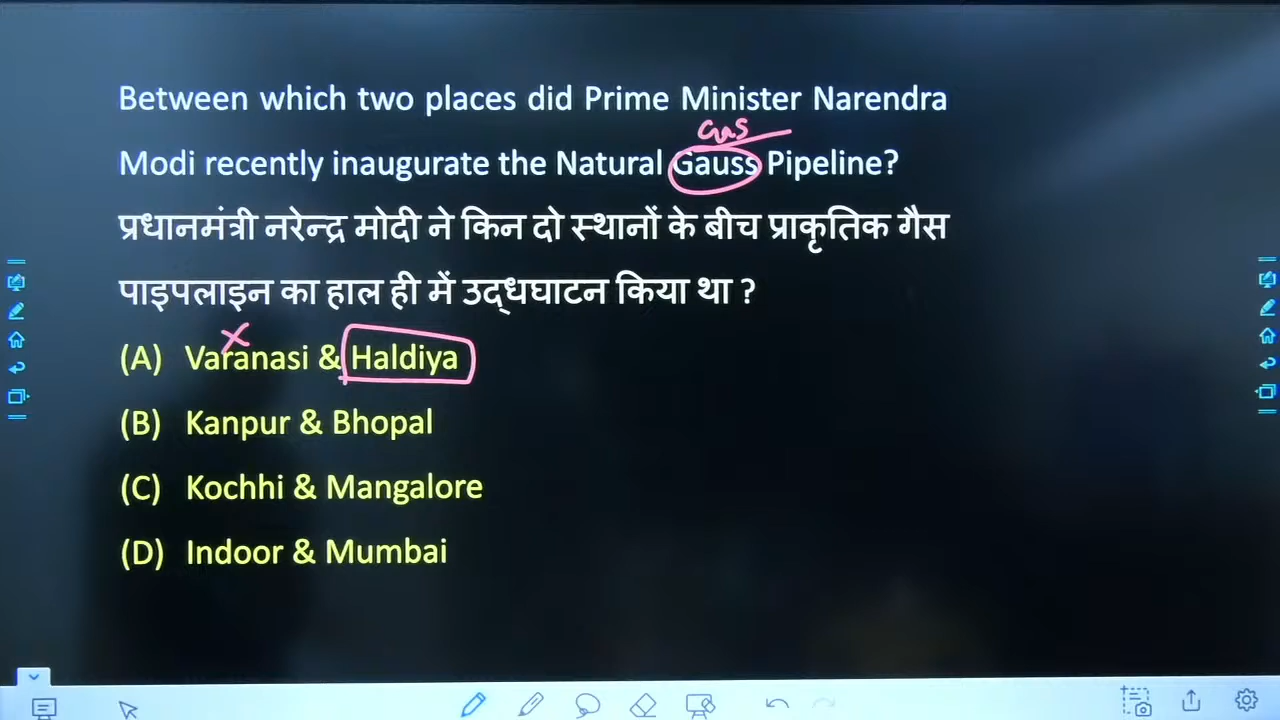 Between which two places did Prime Minister Narendra
Gas
Modi recently inaugurate the Natural Gauss Pipeline?
प्रधानमंत्री नरेन्द्र मोदी ने किन दो स्थानों के बीच प्राकृतिक गैस
पाइपलाइन का हाल ही में उद्धघाटन किया था ?
(A) Varanasi & Haldiya
(B) Kanpur & Bhopal
(C) Kochhi & Mangalore
(D) Indoor & Mumbai